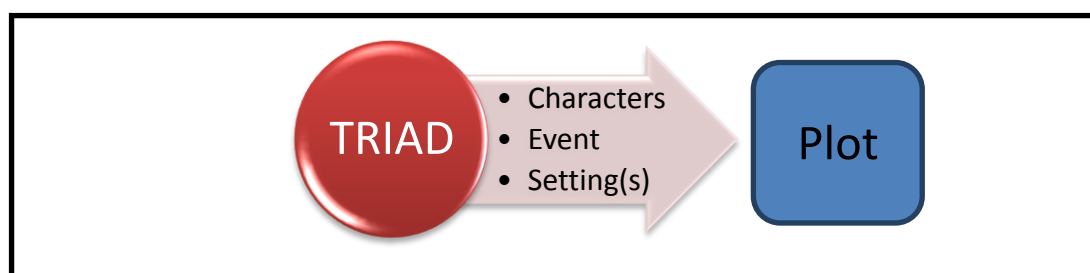 TRIAD
• Characters
• Event
• Setting(s)
Plot